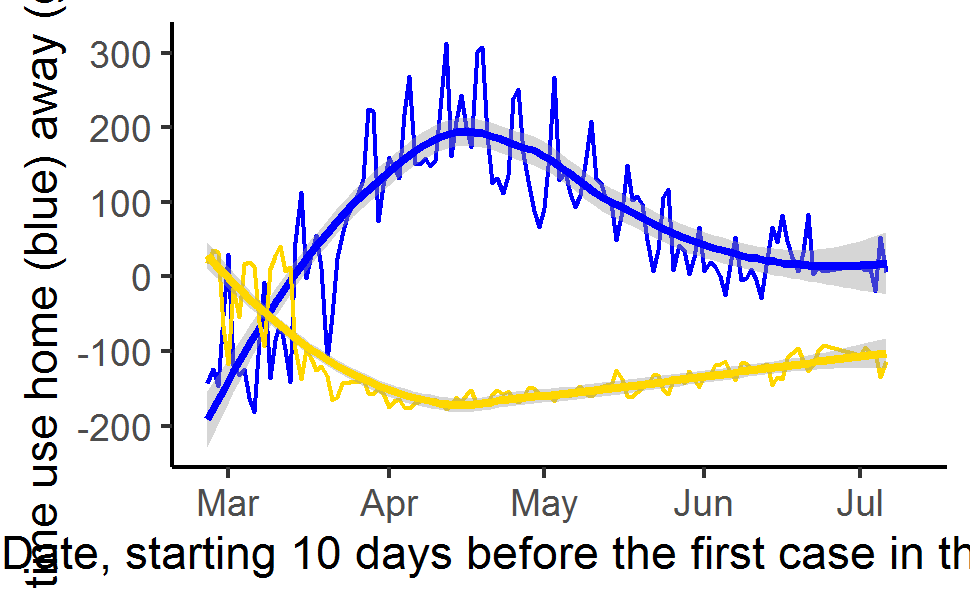 time use home (blue) away (
300
200
100
0
-100
-200
Mar Apr May Jun Jul
Date, starting 10 days before the first case in th